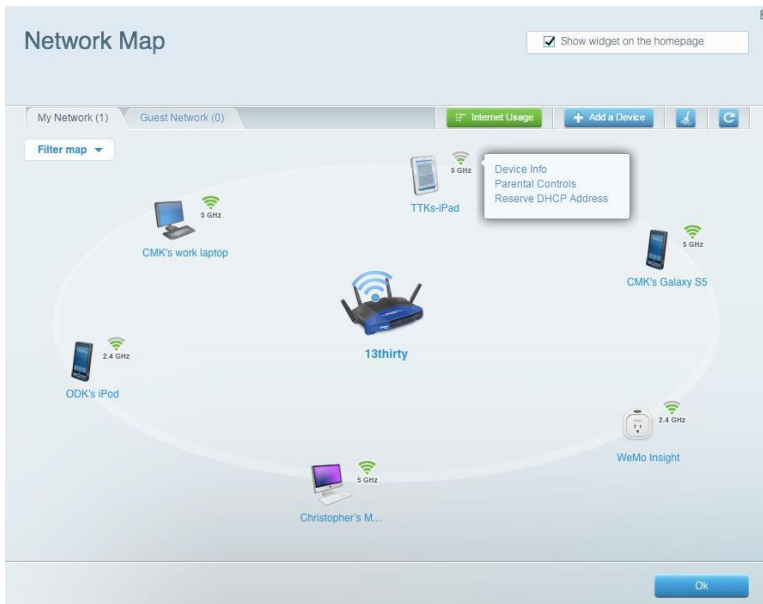 Network Map
Show widget on the homepage
My Network (1)
Guest Network (0)
Internet Usage
Add a Device
Filter map
5 GHz
TTKs-iPad
Device Info
Parental Controls
Reserve DHCP Address
5 GHz
CMK's work laptop
5 GHz
CMK's Galaxy S5
13thirty
2.4 GHz
ODK's iPod
2.4 GHz
WeMo Insight
5 GHz
Christopher's M...
Ok